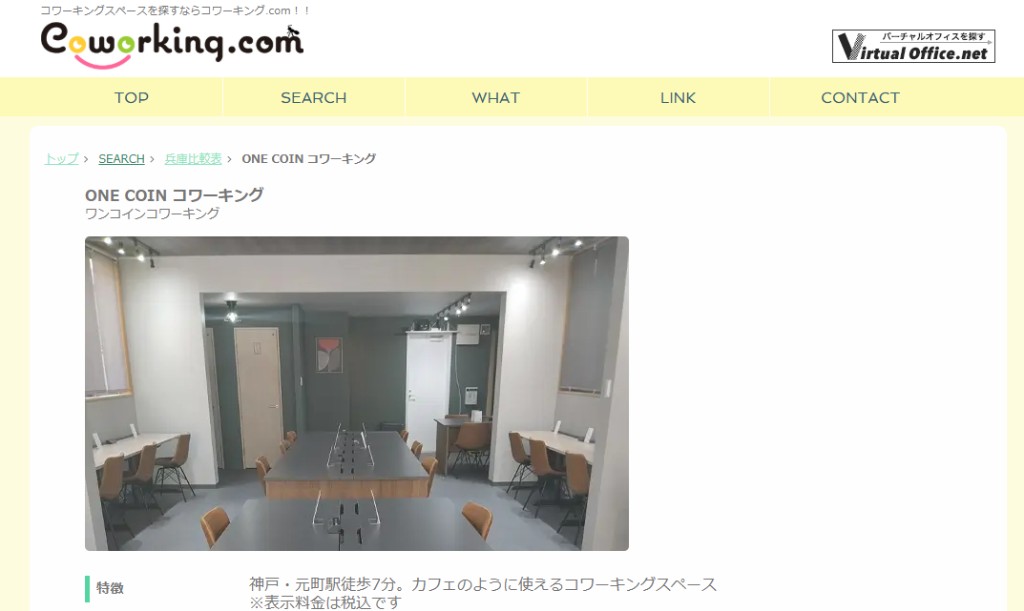 コワーキングスペースを探すならコワーキング.com！！
Coworking.com
バーチャルオフィスを探す
Virtual Office.net
TOP
SEARCH
WHAT
LINK
CONTACT
トップ › SEARCH › 兵庫比較表 › ONE COIN コワーキング
ONE COIN コワーキング
ワンコインコワーキング
特徴
神戸・元町駅徒歩7分。カフェのように使えるコワーキングスペース
※表示料金は税込です